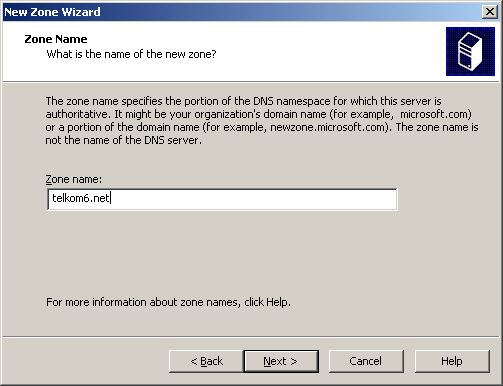 New Zone Wizard
Zone Name
What is the name of the new zone?
The zone name specifies the portion of the DNS namespace for which this server is
authoritative. It might be your organization's domain name (for example, microsoft.com)
or a portion of the domain name (for example, newzone.microsoft.com). The zone name is
not the name of the DNS server.
Zone name:
telkom6.net
For more information about zone names, click Help.
< Back
Next >
Cancel
Help